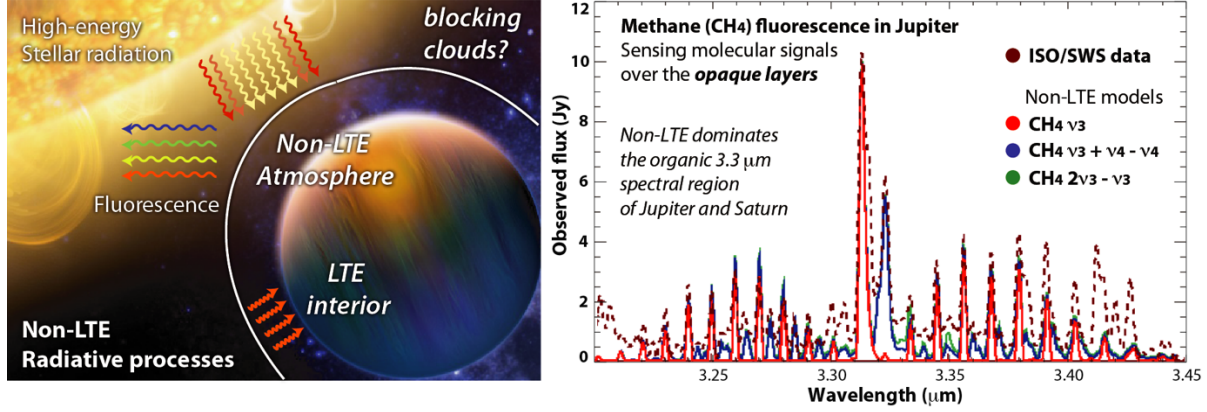 High-energy
Stellar radiation
blocking
clouds?
Non-LTE
Atmosphere
Fluorescence
LTE
interior
Non-LTE
Radiative processes
Methane (CH4) fluorescence in Jupiter
Sensing molecular signals
over the opaque layers
Non-LTE dominates
the organic 3.3 μm
spectral region
of Jupiter and Saturn
ISO/SWS data
Non-LTE models
CH4 ν3
CH4 ν3 + ν4 - ν4
CH4 2ν3 - ν3
Observed flux (Jy)
12
10
8
6
4
2
0
3.25
3.30
3.35
3.40
3.45
Wavelength (μm)